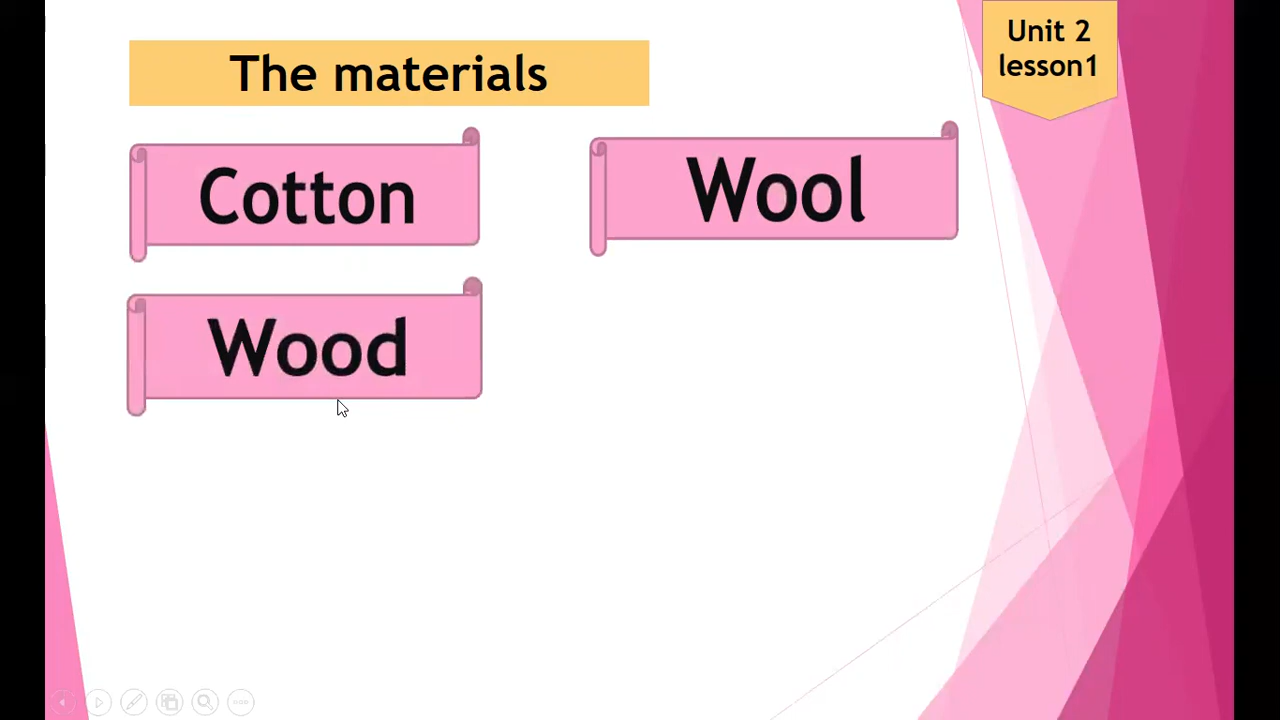 The materials
Unit 2
lesson1
Cotton
Wool
Wood